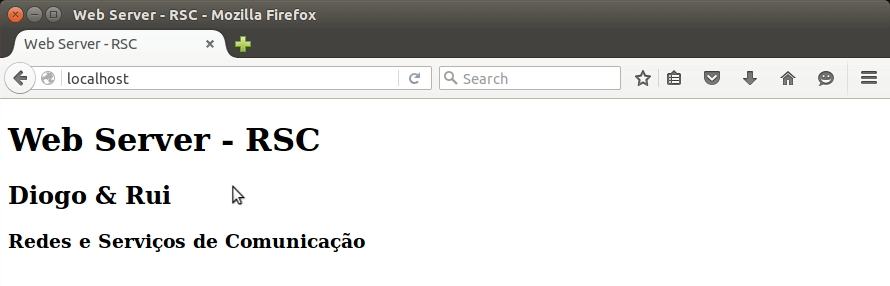 Web Server - RSC - Mozilla Firefox
Web Server - RSC
localhost
Search
Web Server - RSC
Diogo & Rui
Redes e Serviços de Comunicação